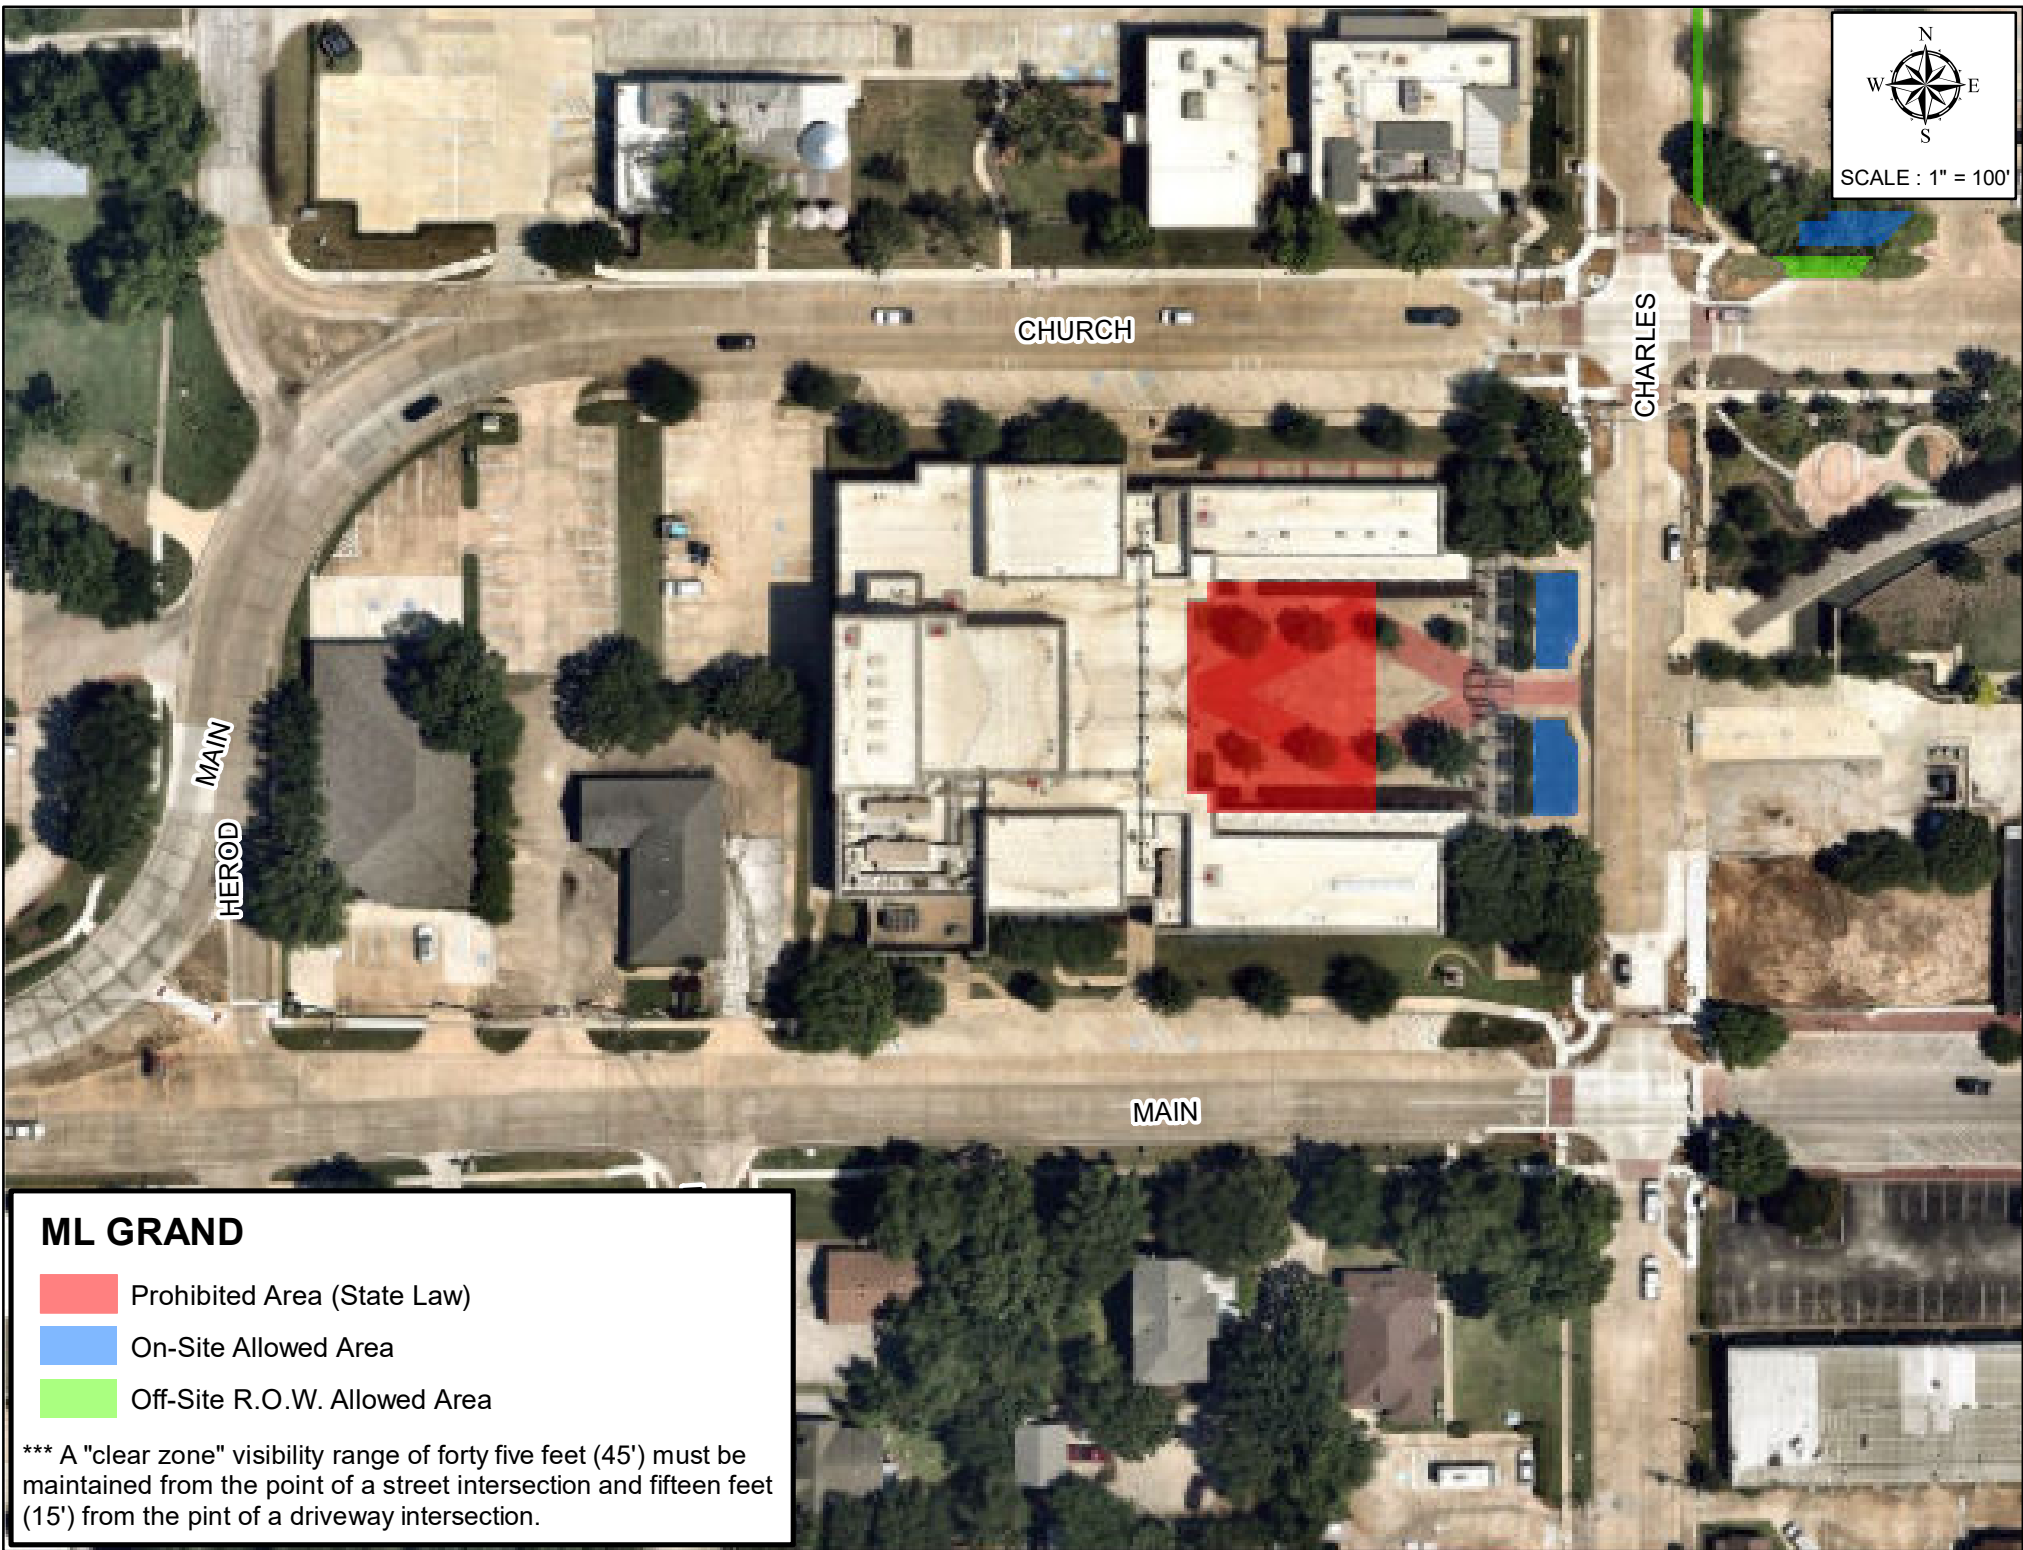 N
W E
S
SCALE : 1" = 100'
CHURCH
CHARLES
MAIN
HEROD
MAIN
ML GRAND
Prohibited Area (State Law)
On-Site Allowed Area
Off-Site R.O.W. Allowed Area
*** A "clear zone" visibility range of forty five feet (45') must be
maintained from the point of a street intersection and fifteen feet
(15') from the pint of a driveway intersection.